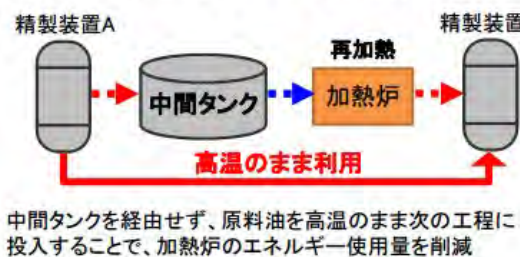 精製装置A
精製装置
再加熱
中間タンク
加熱炉
高温のまま利用
中間タンクを経由せず、原料油を高温のまま次の工程に
投入することで、加熱炉のエネルギー使用量を削減